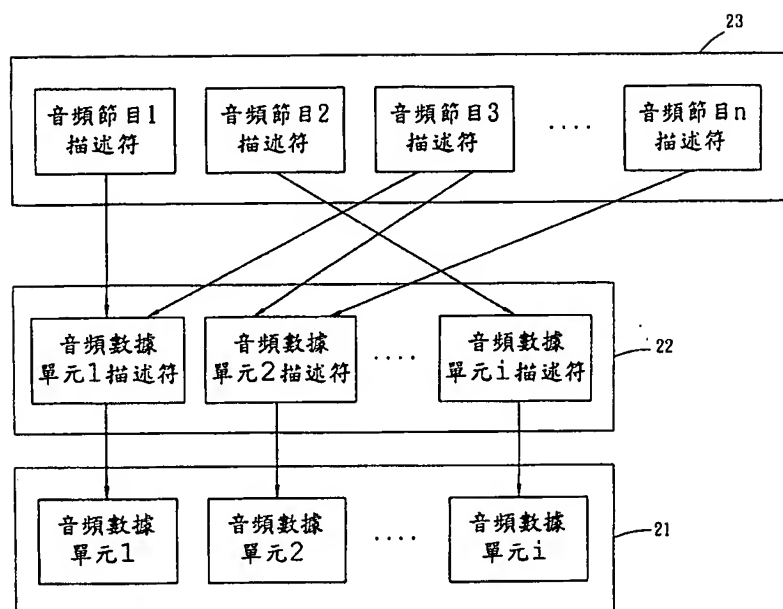 23
音頻節目1
描述符
音頻節目2
描述符
音頻節目3
描述符
....
音頻節目n
描述符
音頻數據
單元1描述符
音頻數據
單元2描述符
....
音頻數據
單元i描述符
22
音頻數據
單元1
音頻數據
單元2
....
音頻數據
單元i
21